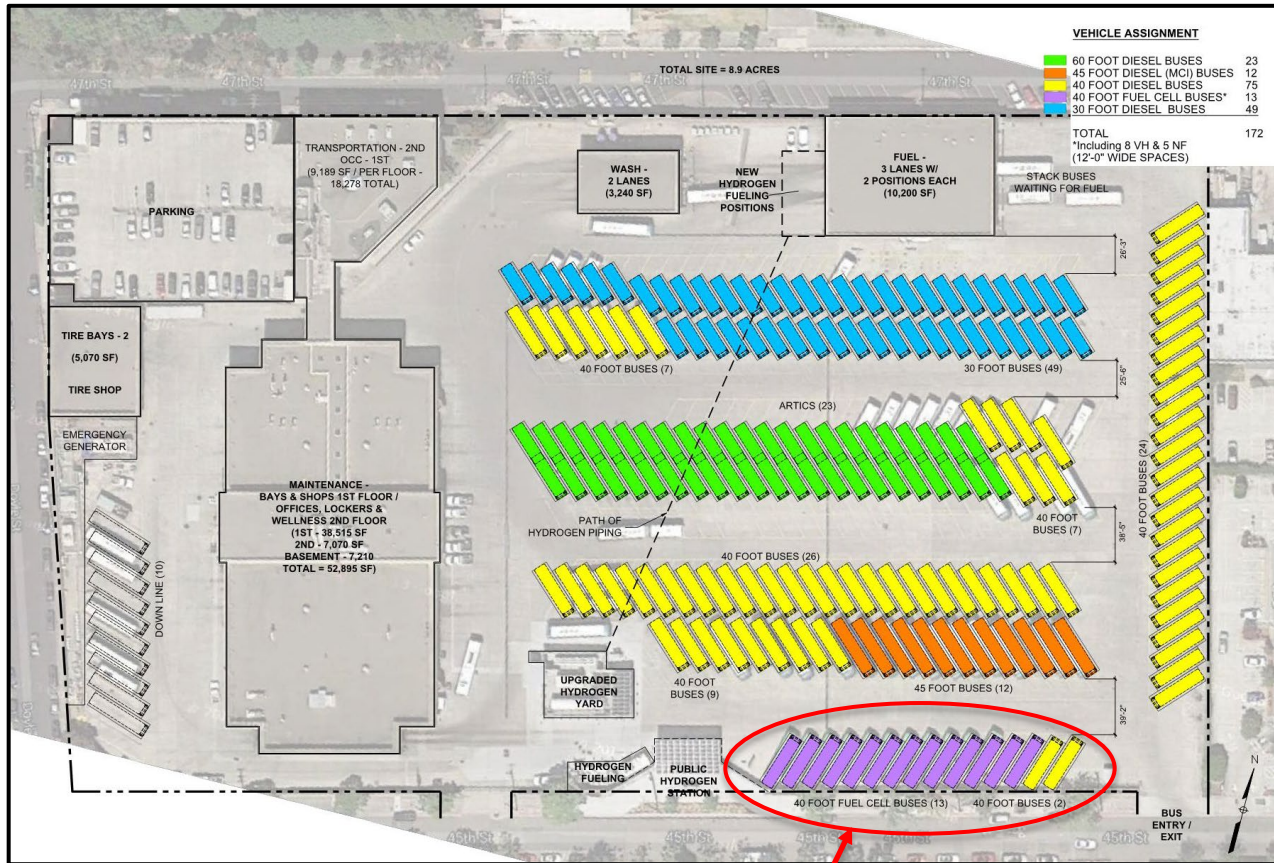 VEHICLE ASSIGNMENT
60 FOOT DIESEL BUSES 23
45 FOOT DIESEL (MCI) BUSES 12
40 FOOT DIESEL BUSES 75
40 FOOT FUEL CELL BUSES* 13
30 FOOT DIESEL BUSES 49
TOTAL 172
*Including 8 VH & 5 NF
(12'-0" WIDE SPACES)
TOTAL SITE = 8.9 ACRES
47th St
47th St
47th St
47th St
TRANSPORTATION - 2ND
OCC - 1ST
(9,189 SF / PER FLOOR -
18,278 TOTAL)
PARKING
WASH -
2 LANES
(3,240 SF)
NEW
HYDROGEN
FUELING
POSITIONS
FUEL -
3 LANES W/
2 POSITIONS EACH
(10,200 SF)
STACK BUSES
WAITING FOR FUEL
26'-3"
TIRE BAYS - 2
(5,070 SF)
TIRE SHOP
40 FOOT BUSES (7)
30 FOOT BUSES (49)
25'-6"
ARTICS (23)
EMERGENCY
GENERATOR
40 FOOT BUSES (24)
MAINTENANCE -
BAYS & SHOPS 1ST FLOOR /
OFFICES, LOCKERS &
WELLNESS 2ND FLOOR
(1ST - 38,515 SF
2ND - 7,070 SF
BASEMENT - 7,210
TOTAL = 52,895 SF)
PATH OF
HYDROGEN PIPING
40 FOOT
BUSES (7)
38'-5"
40 FOOT BUSES (26)
DOWN LINE (10)
UPGRADED
HYDROGEN
YARD
40 FOOT
BUSES (9)
45 FOOT BUSES (12)
39'-2"
HYDROGEN
FUELING
PUBLIC
HYDROGEN
STATION
40 FOOT FUEL CELL BUSES (13)
40 FOOT BUSES (2)
BUS
ENTRY /
EXIT
N
45th St
45th St
45th St
45th St